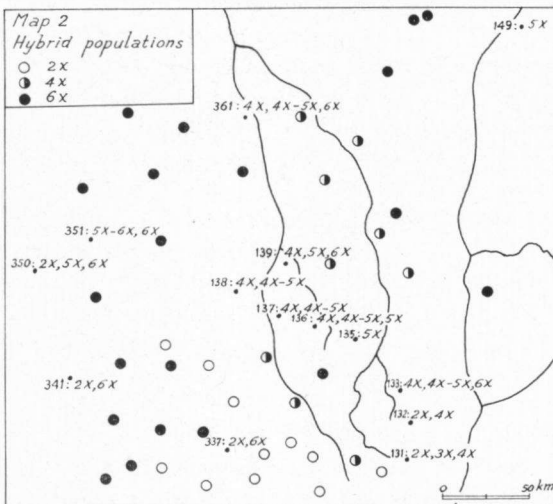 Map 2
Hybrid populations
2X
4X
6X
149: 5X
361: 4X, 4X-5X, 6X
351: 5X-6X, 6X
350: 2X, 5X, 6X
139: 4X, 5X, 6X
138: 4X, 4X-5X
137: 4X, 4X-5X
136: 4X, 4X-5X, 5X
135: 5X
341: 2X, 6X
133: 4X, 4X-5X, 6X
132: 2X, 4X
337: 2X, 6X
131: 2X, 3X, 4X
0 50 km